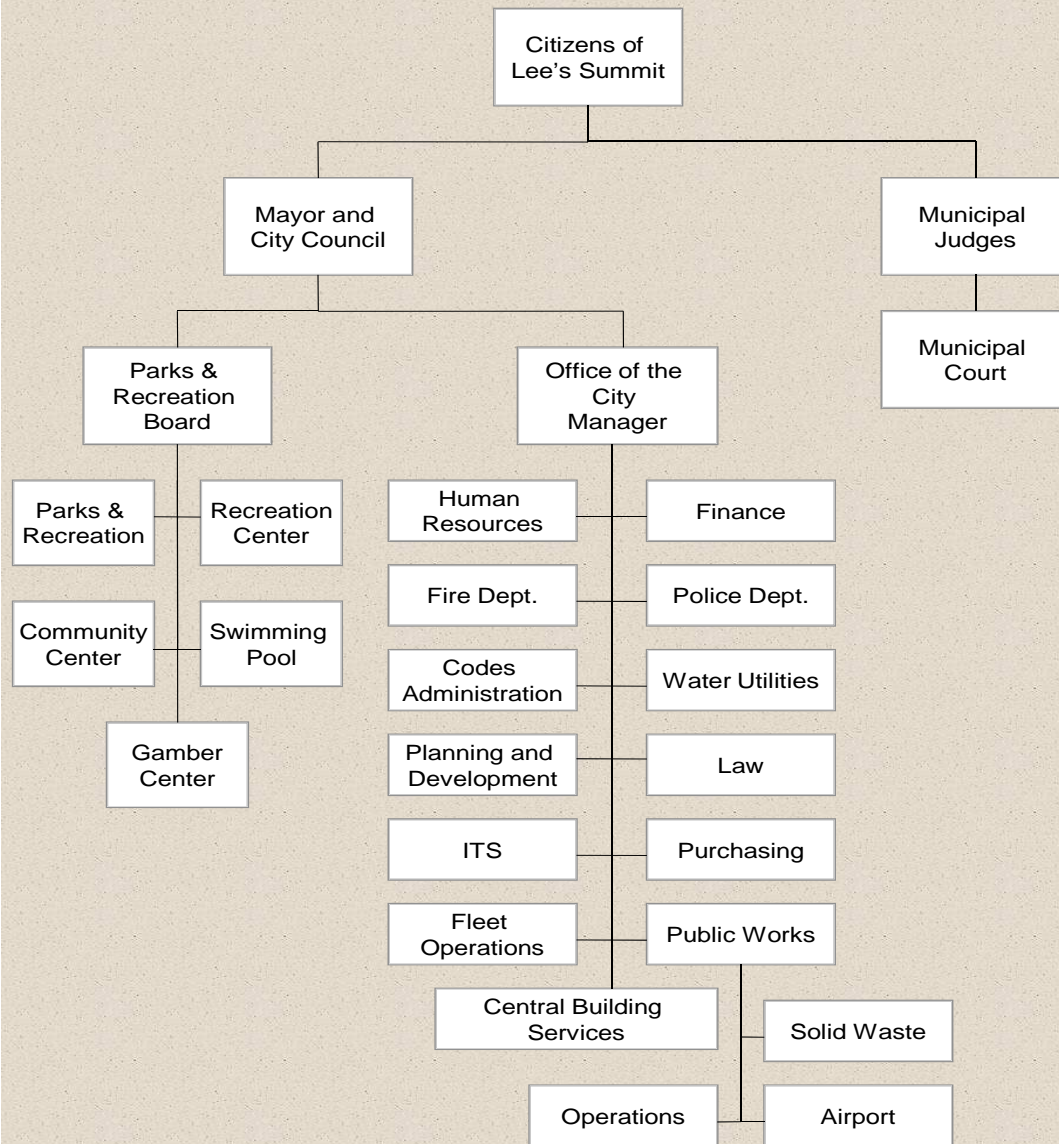 Citizens of
Lee's Summit
Mayor and
City Council
Municipal
Judges
Parks &
Recreation
Board
Office of the
City
Manager
Municipal
Court
Parks &
Recreation
Recreation
Center
Human
Resources
Finance
Fire Dept.
Police Dept.
Community
Center
Swimming
Pool
Codes
Administration
Water Utilities
Gamber
Center
Planning and
Development
Law
ITS
Purchasing
Fleet
Operations
Public Works
Central Building
Services
Solid Waste
Operations
Airport